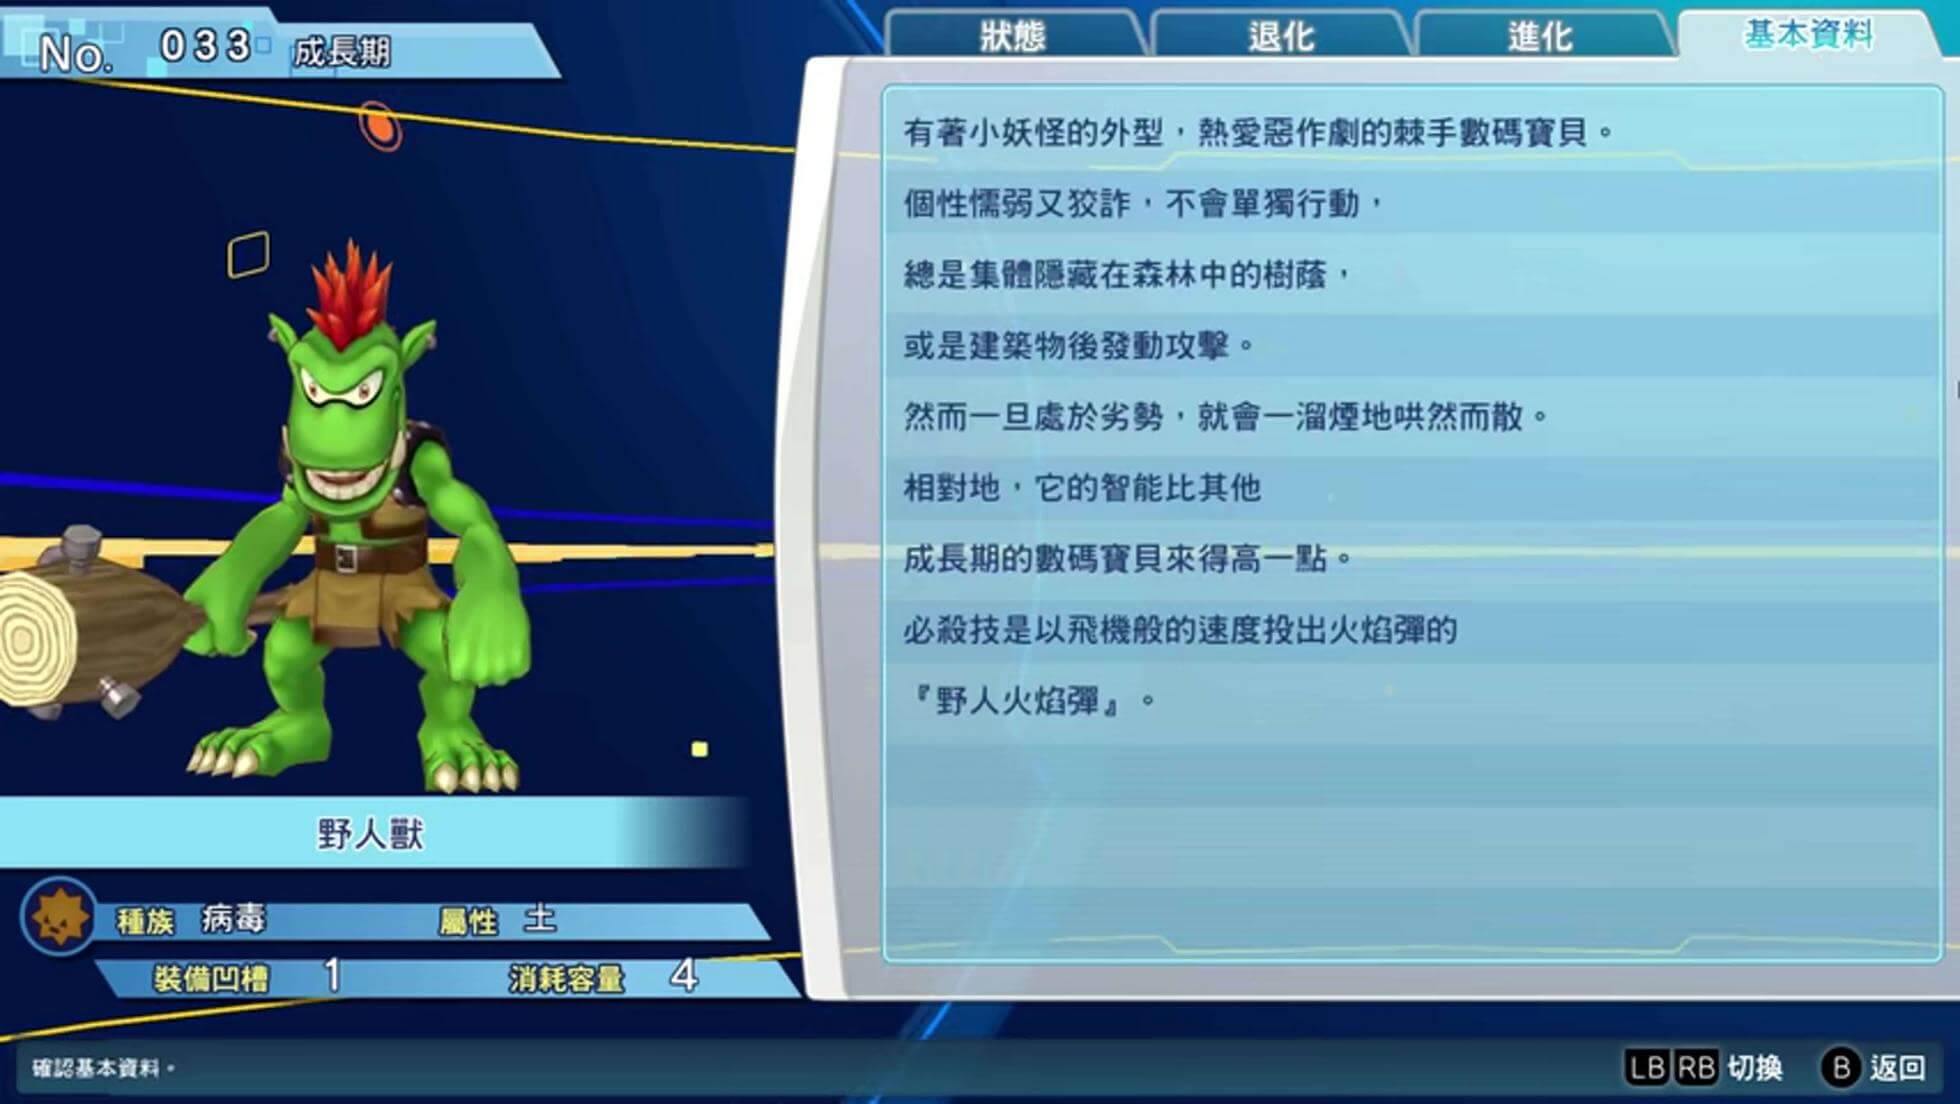 No. 033 成長期
狀態
退化
進化
基本資料
有著小妖怪的外型，熱愛惡作劇的棘手數碼寶貝。
個性懦弱又狡詐，不會單獨行動，
總是集體隱藏在森林中的樹蔭，
或是建築物後發動攻擊。
然而一旦處於劣勢，就會一溜煙地哄然而散。
相對地，它的智能比其他
成長期的數碼寶貝來得高一點。
必殺技是以飛機般的速度投出火焰彈的
『野人火焰彈』。
野人獸
種族 病毒 屬性 土
裝備凹槽 1 消耗容量 4
確認基本資料。
LB RB 切換 B 返回